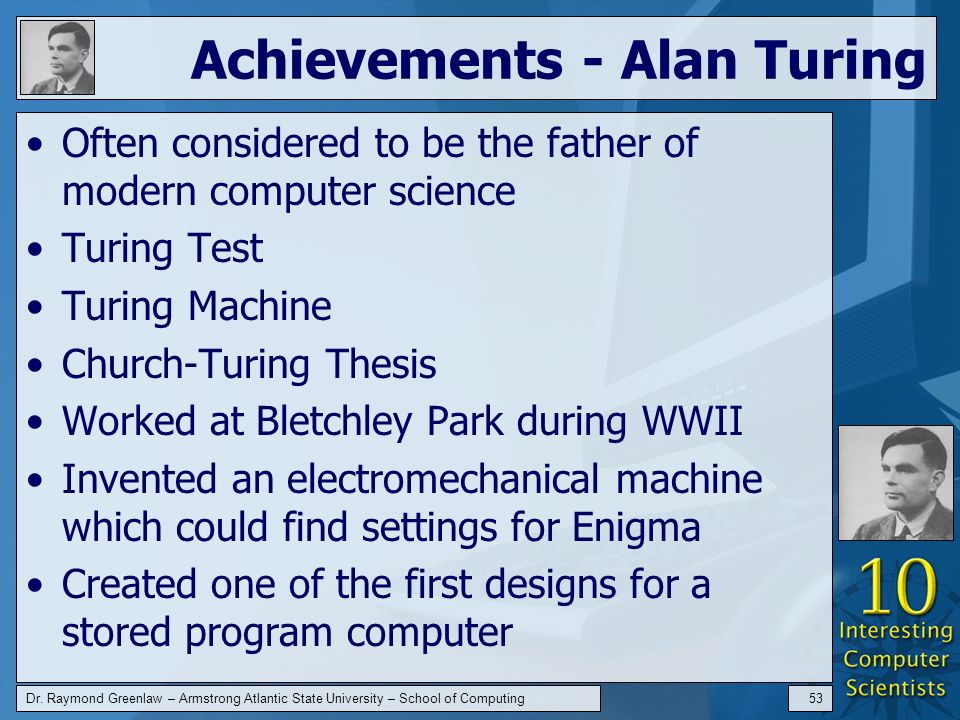 Achievements - Alan Turing
• Often considered to be the father of
modern computer science
• Turing Test
• Turing Machine
• Church-Turing Thesis
• Worked at Bletchley Park during WWII
• Invented an electromechanical machine
which could find settings for Enigma
• Created one of the first designs for a
stored program computer
10
Interesting
Computer
Scientists
Dr. Raymond Greenlaw – Armstrong Atlantic State University – School of Computing
53